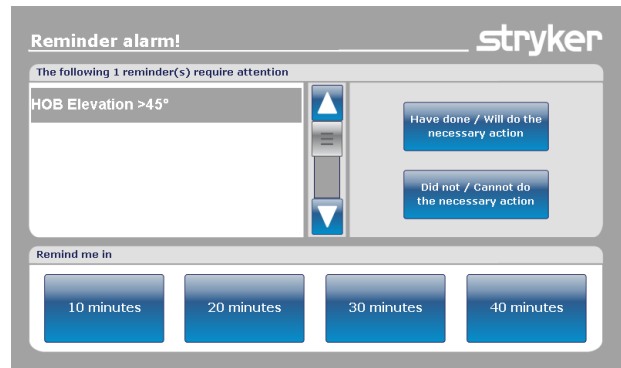 Reminder alarm!
stryker
The following 1 reminder(s) require attention
HOB Elevation >45°
Have done / Will do the
necessary action
Did not / Cannot do
the necessary action
Remind me in
10 minutes
20 minutes
30 minutes
40 minutes